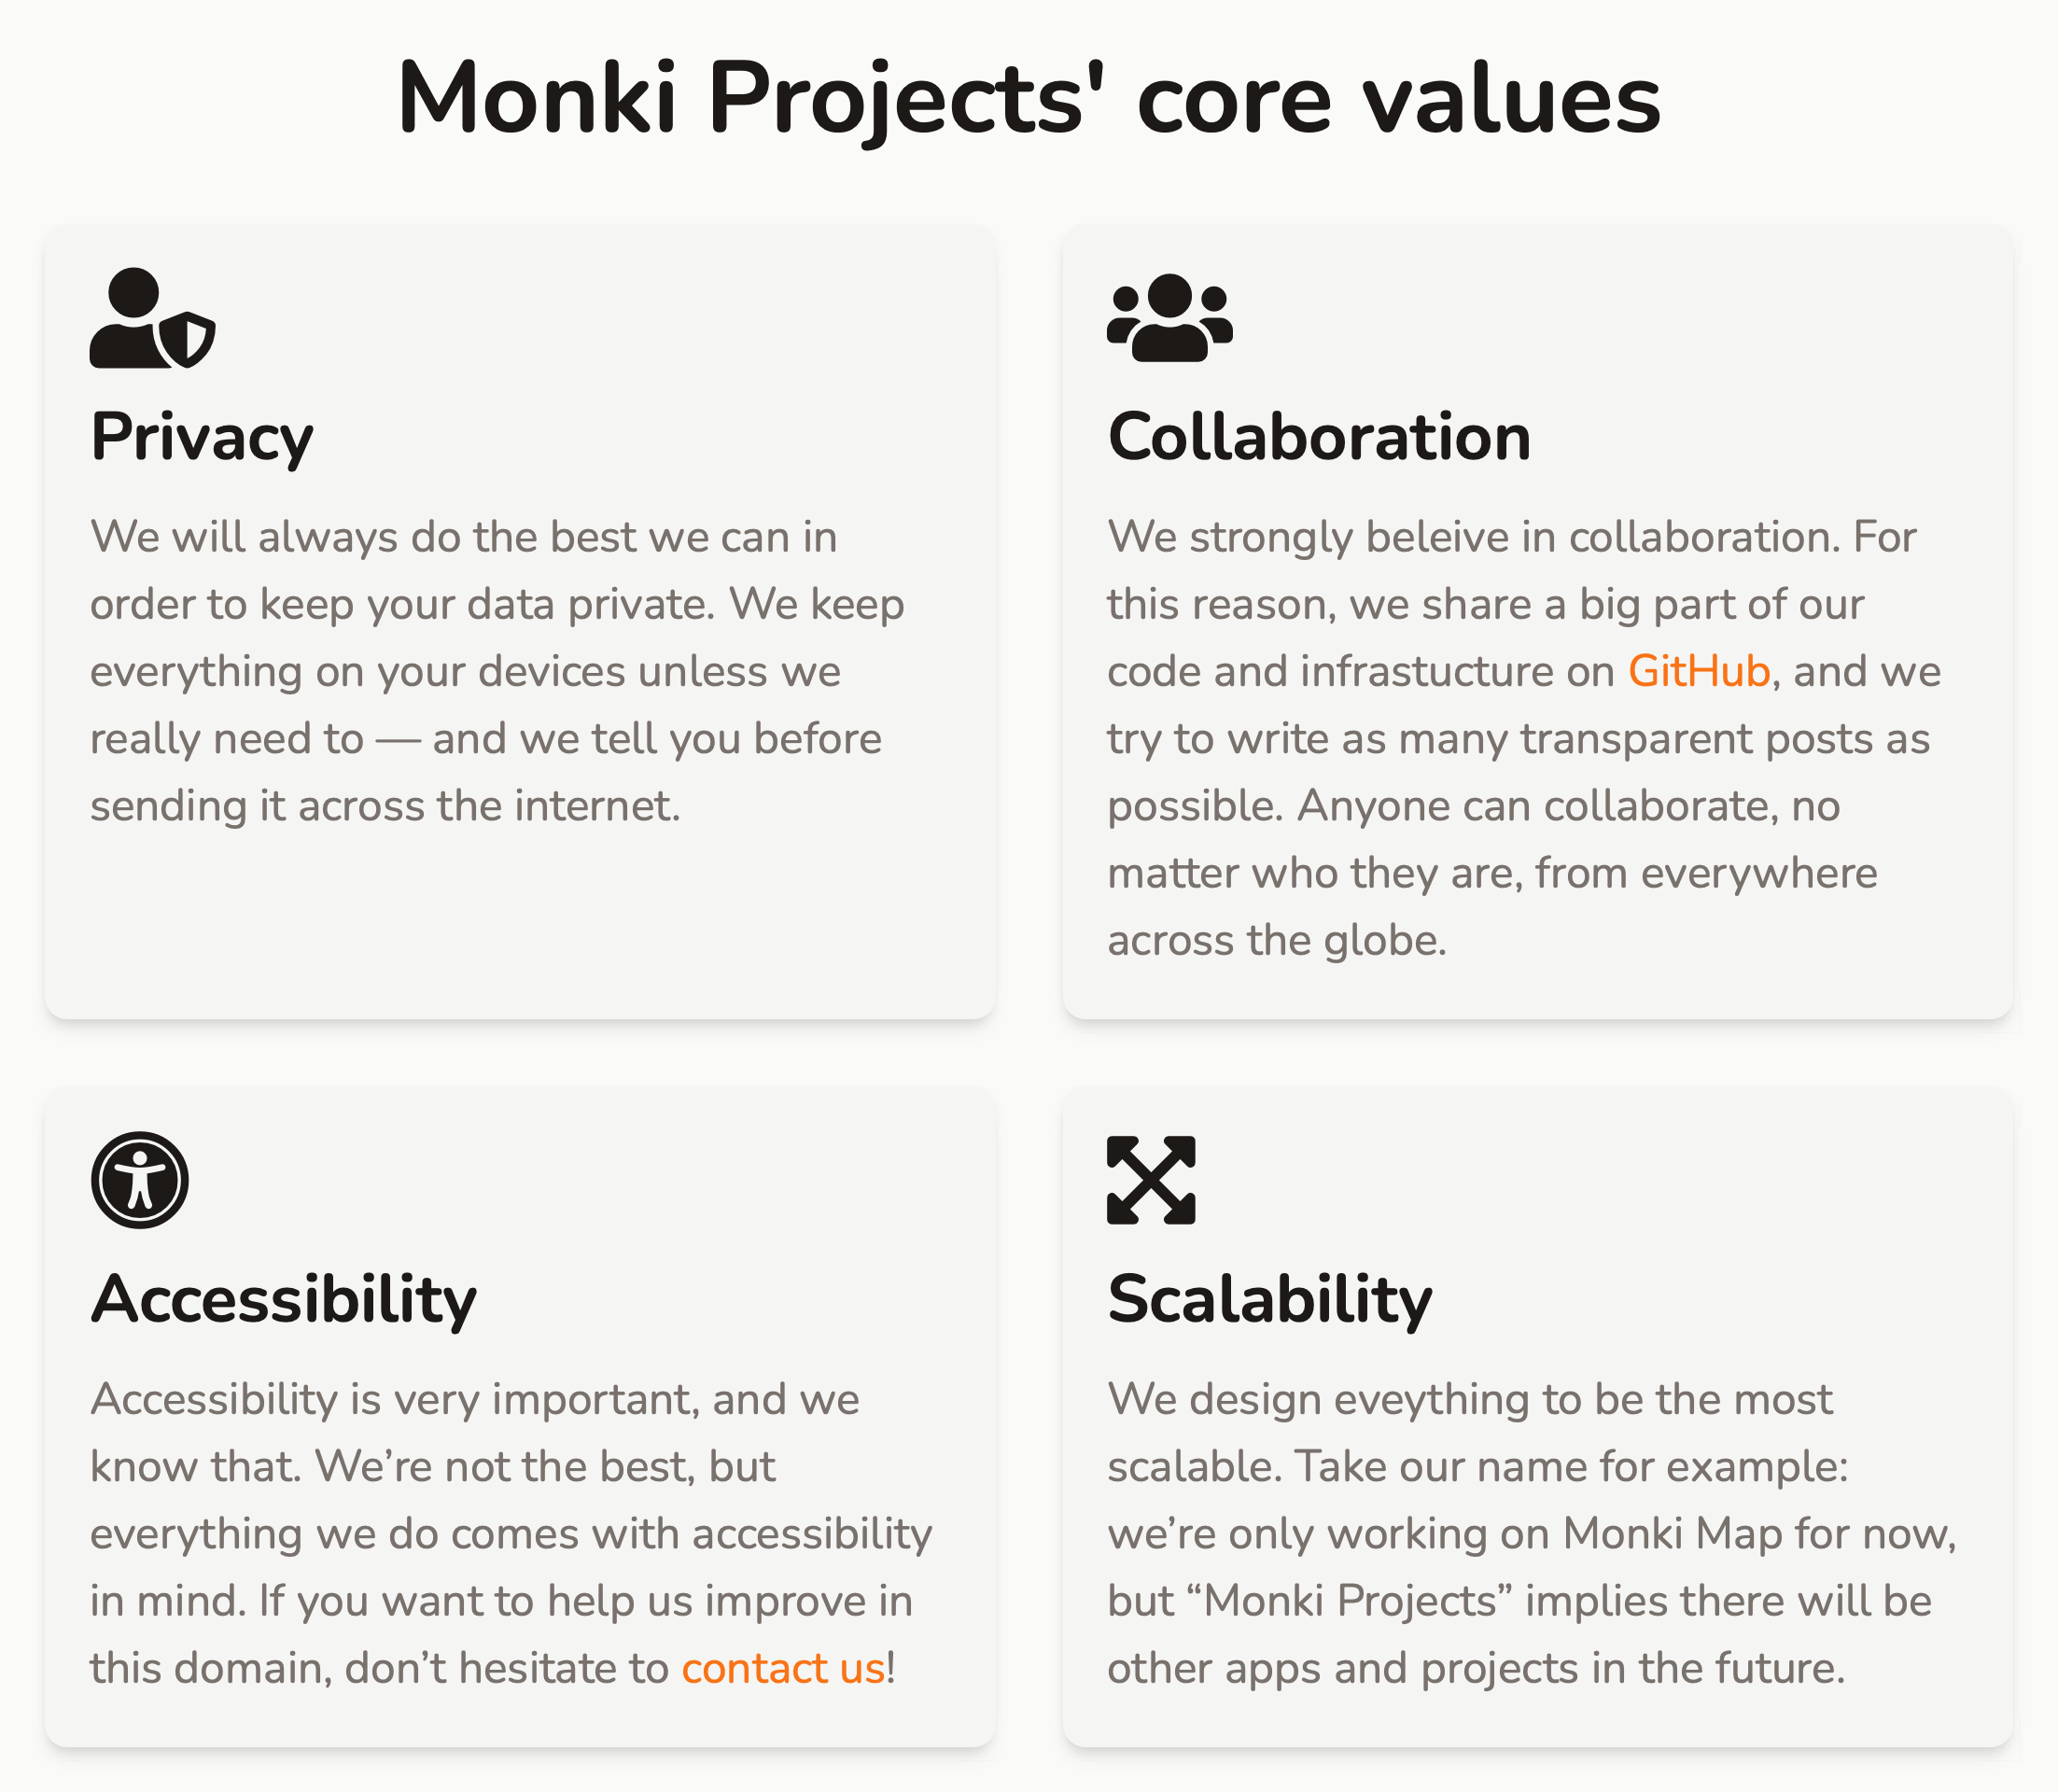 Monki Projects' core values
Privacy
We will always do the best we can in
order to keep your data private. We keep
everything on your devices unless we
really need to — and we tell you before
sending it across the internet.
Collaboration
We strongly beleive in collaboration. For
this reason, we share a big part of our
code and infrastucture on GitHub, and we
try to write as many transparent posts as
possible. Anyone can collaborate, no
matter who they are, from everywhere
across the globe.
Accessibility
Accessibility is very important, and we
know that. We’re not the best, but
everything we do comes with accessibility
in mind. If you want to help us improve in
this domain, don’t hesitate to contact us!
Scalability
We design eveything to be the most
scalable. Take our name for example:
we’re only working on Monki Map for now,
but “Monki Projects” implies there will be
other apps and projects in the future.